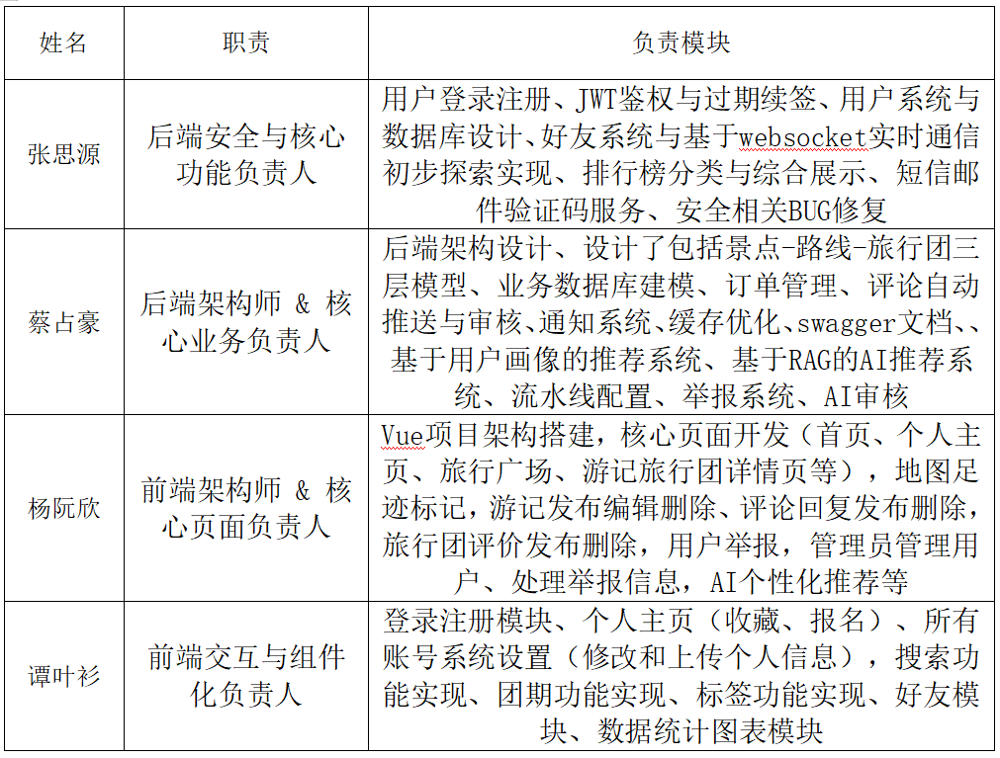 姓名 职责 负责模块
张思源
后端安全与核心
功能负责人
用户登录注册、JWT鉴权与过期续签、用户系统与
数据库设计、好友系统与基于websocket实时通信
初步探索实现、排行榜分类与综合展示、短信邮
件验证码服务、安全相关BUG修复
蔡占豪
后端架构师 & 核
心业务负责人
后端架构设计、设计了包括景点-路线-旅行团三
层模型、业务数据库建模、订单管理、评论自动
推送与审核、通知系统、缓存优化、swagger文档、、
基于用户画像的推荐系统、基于RAG的AI推荐系
统、流水线配置、举报系统、AI审核
杨阮欣
前端架构师 & 核
心页面负责人
Vue项目架构搭建，核心页面开发（首页、个人主
页、旅行广场、游记旅行团详情页等），地图足
迹标记，游记发布编辑删除、评论回复发布删除，
旅行团评价发布删除，用户举报，管理员管理用
户、处理举报信息，AI个性化推荐等
谭叶衫
前端交互与组件
化负责人
登录注册模块、个人主页（收藏、报名）、所有
账号系统设置（修改和上传个人信息），搜索功
能实现、团期功能实现、标签功能实现、好友模
块、数据统计图表模块